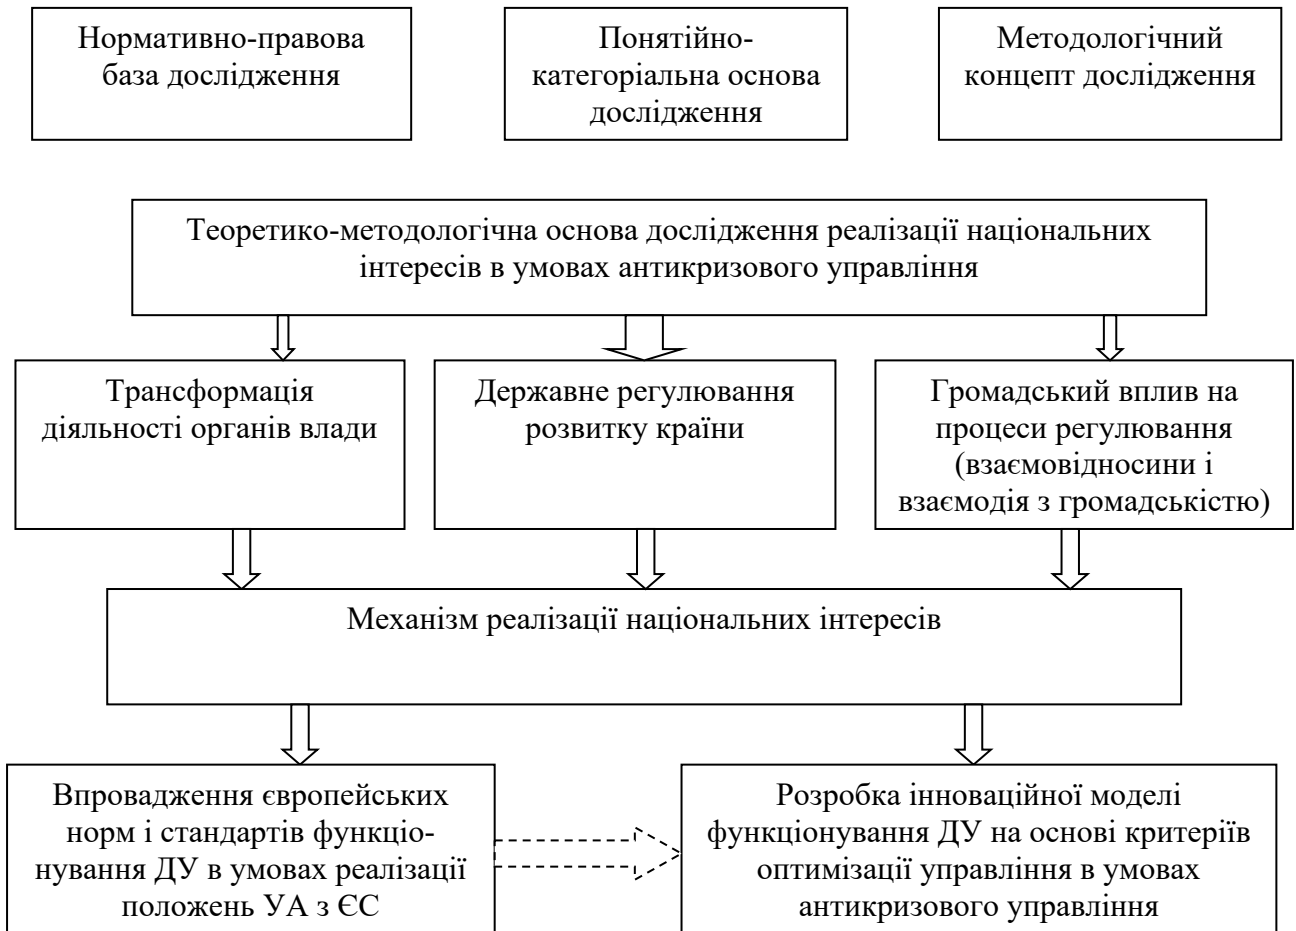 Нормативно-правова
база дослідження
Понятійно-
категоріальна основа
дослідження
Методологічний
концепт дослідження
Теоретико-методологічна основа дослідження реалізації національних
інтересів в умовах антикризового управління
Трансформація
діяльності органів влади
Державне регулювання
розвитку країни
Громадський вплив на
процеси регулювання
(взаємовідносини і
взаємодія з громадськістю)
Механізм реалізації національних інтересів
Впровадження європейських
норм і стандартів функціо-
нування ДУ в умовах реалізації
положень УА з ЄС
Розробка інноваційної моделі
функціонування ДУ на основі критеріїв
оптимізації управління в умовах
антикризового управління